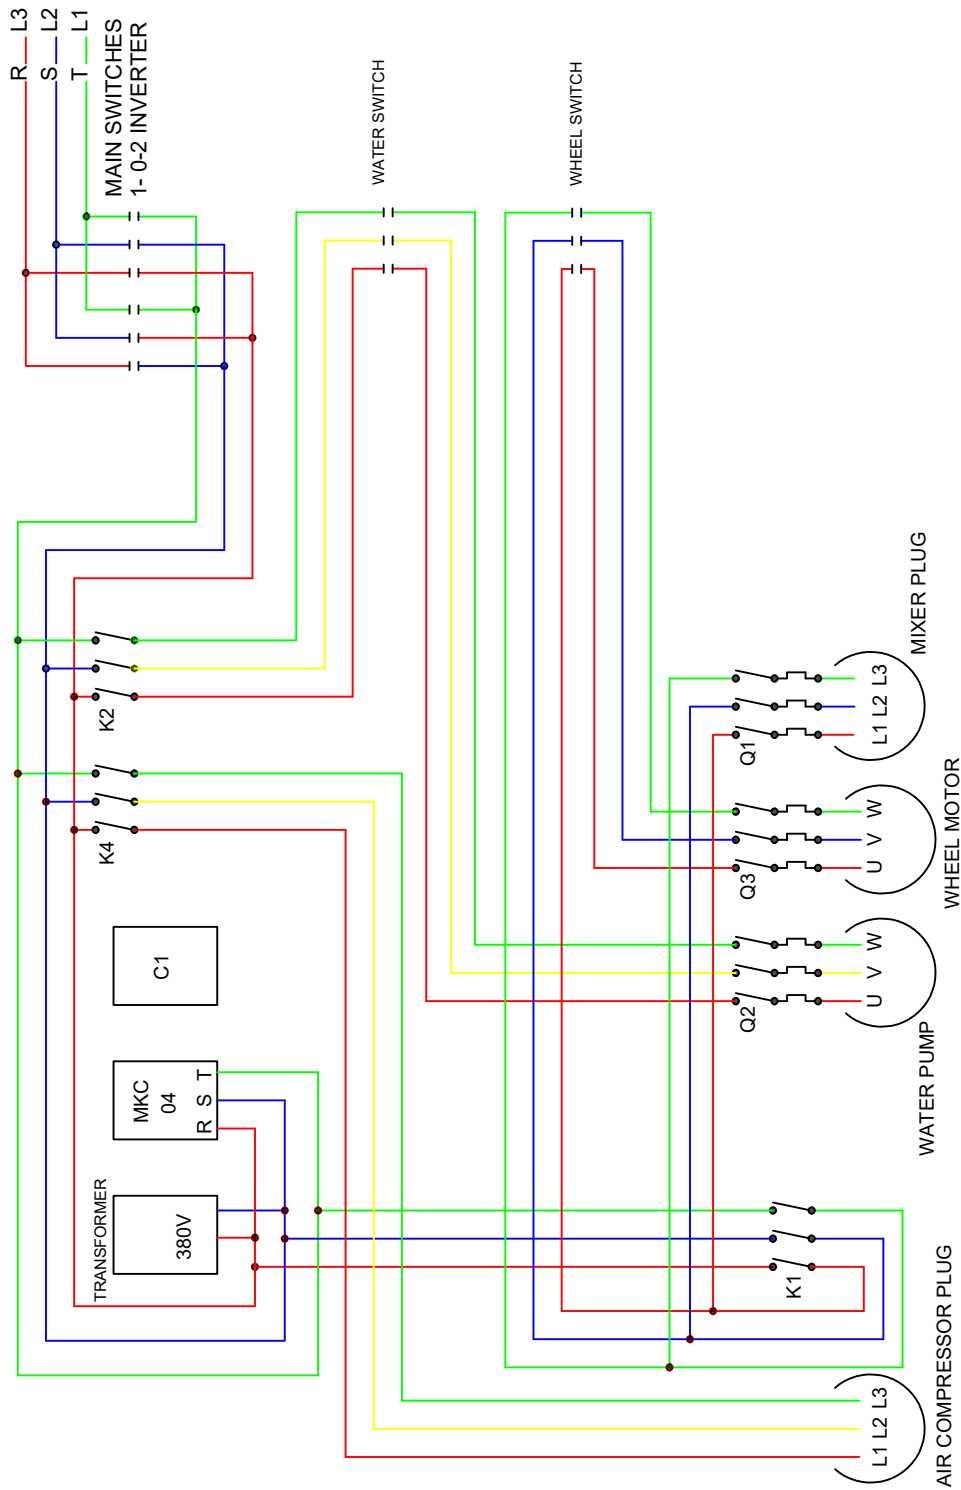 R L3
S L2
T L1
MAIN SWITCHES
1- 0-2 INVERTER
WATER SWITCH
WHEEL SWITCH
K2
K4
C1
MKC
04
R S T
TRANSFORMER
380V
Q1
L1 L2 L3
MIXER PLUG
Q3
U V W
WHEEL MOTOR
Q2
U V W
WATER PUMP
K1
L1 L2 L3
AIR COMPRESSOR PLUG